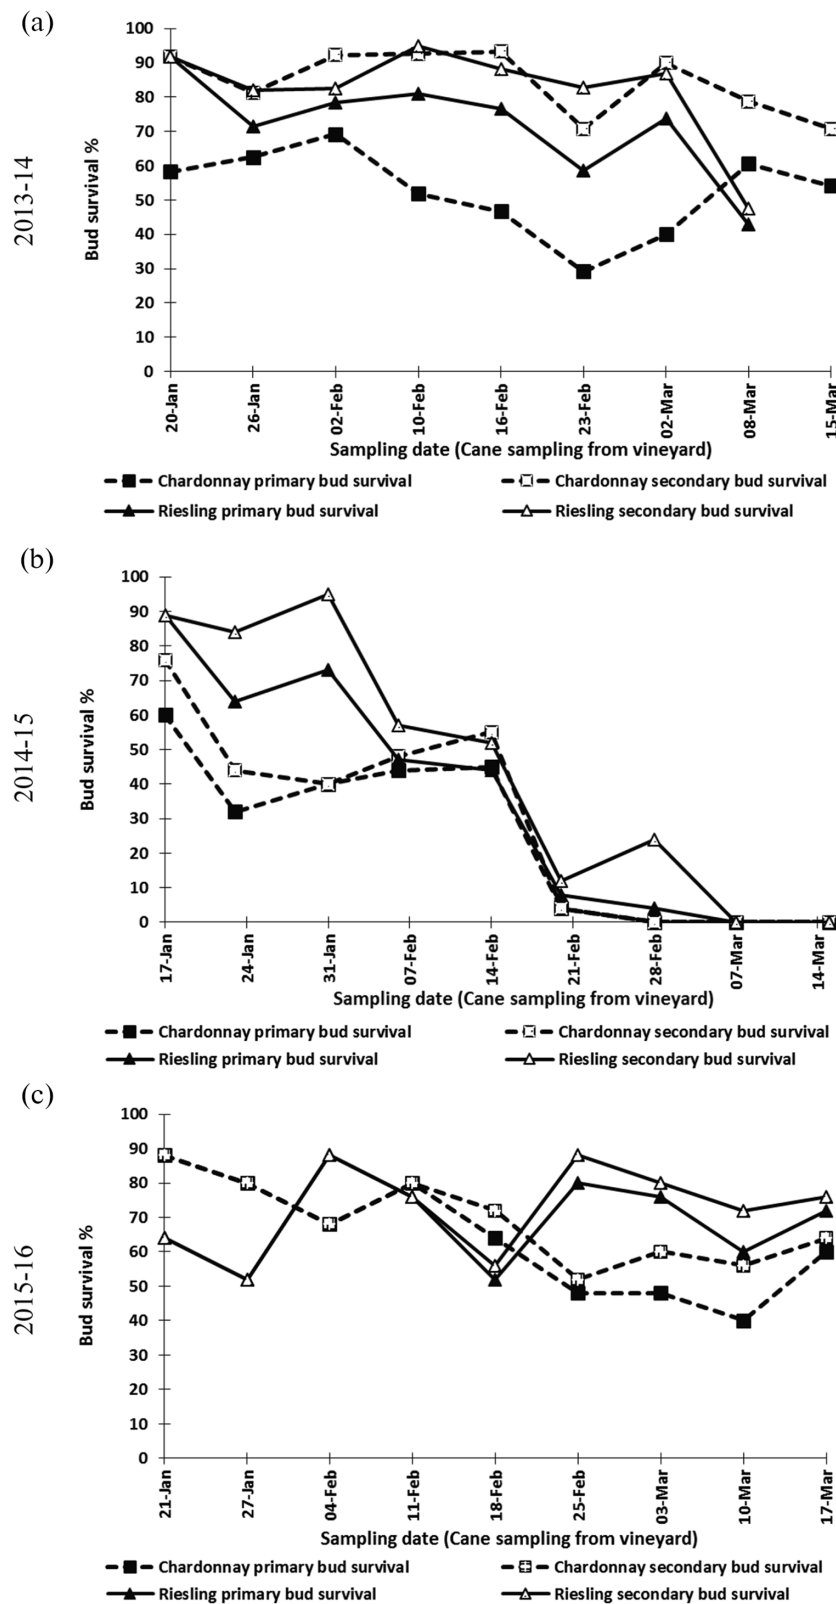 (a)
2013-14
Bud survival %
100
90
80
70
60
50
40
30
20
10
0
20-Jan
26-Jan
02-Feb
10-Feb
16-Feb
23-Feb
02-Mar
08-Mar
15-Mar
Sampling date (Cane sampling from vineyard)
Chardonnay primary bud survival
Chardonnay secondary bud survival
Riesling primary bud survival
Riesling secondary bud survival
(b)
2014-15
Bud survival %
100
90
80
70
60
50
40
30
20
10
0
17-Jan
24-Jan
31-Jan
07-Feb
14-Feb
21-Feb
28-Feb
07-Mar
14-Mar
Sampling date (Cane sampling from vineyard)
Chardonnay primary bud survival
Chardonnay secondary bud survival
Riesling primary bud survival
Riesling secondary bud survival
(c)
2015-16
Bud survival %
100
90
80
70
60
50
40
30
20
10
0
21-Jan
27-Jan
04-Feb
11-Feb
18-Feb
25-Feb
03-Mar
10-Mar
17-Mar
Sampling date (Cane sampling from vineyard)
Chardonnay primary bud survival
Chardonnay secondary bud survival
Riesling primary bud survival
Riesling secondary bud survival